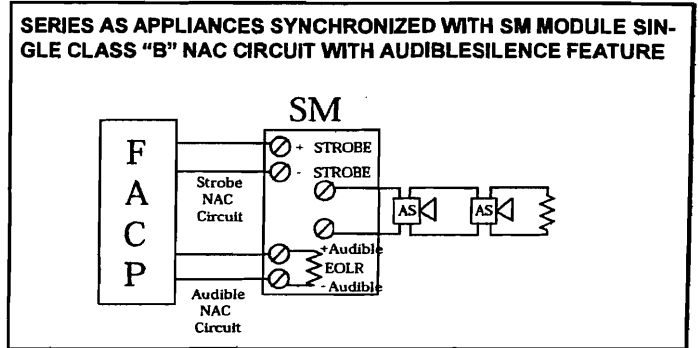 SERIES AS APPLIANCES SYNCHRONIZED WITH SM MODULE SIN-
GLE CLASS “B” NAC CIRCUIT WITH AUDIBLESILENCE FEATURE
SM
F
A
C
P
+ STROBE
- STROBE
Strobe
NAC
Circuit
AS
AS
+Audible
EOLR
- Audible
Audible
NAC
Circuit